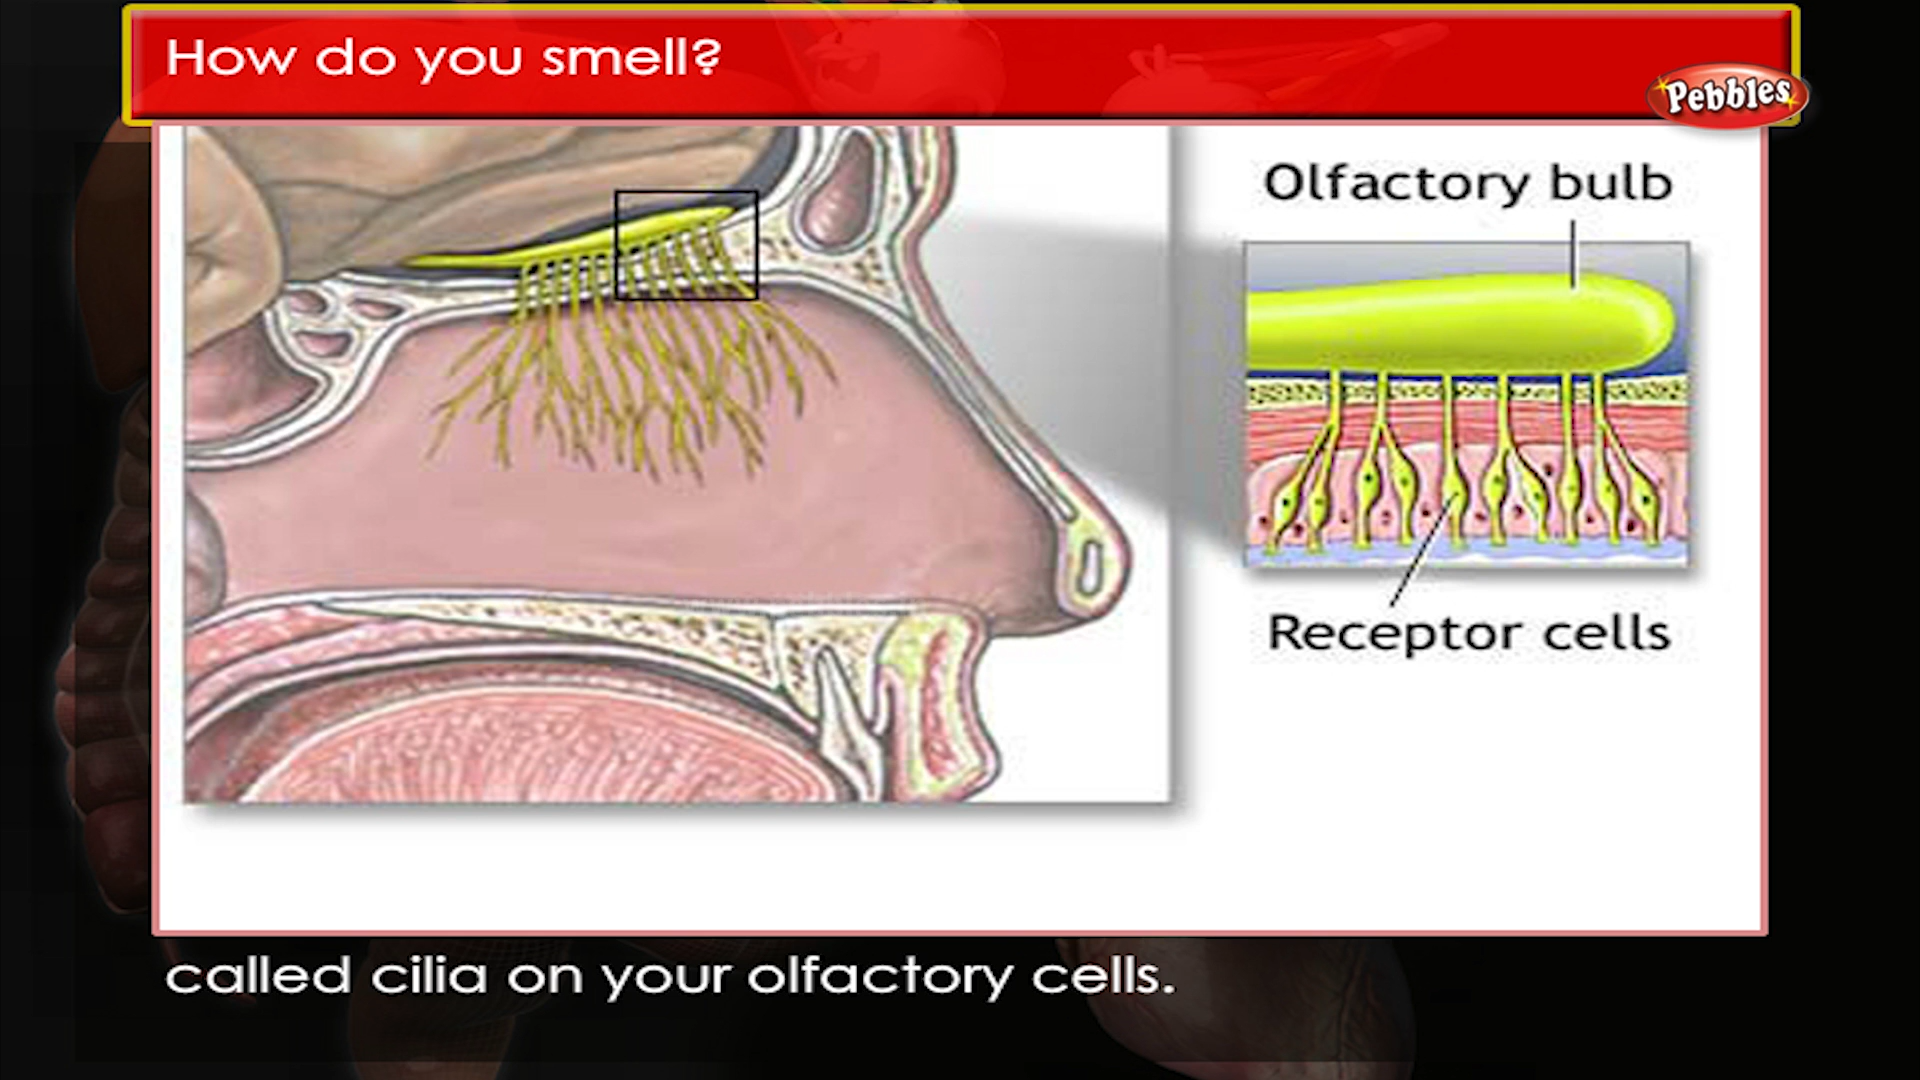 How do you smell?
Pebbles
Olfactory bulb
Receptor cells
called cilia on your olfactory cells.